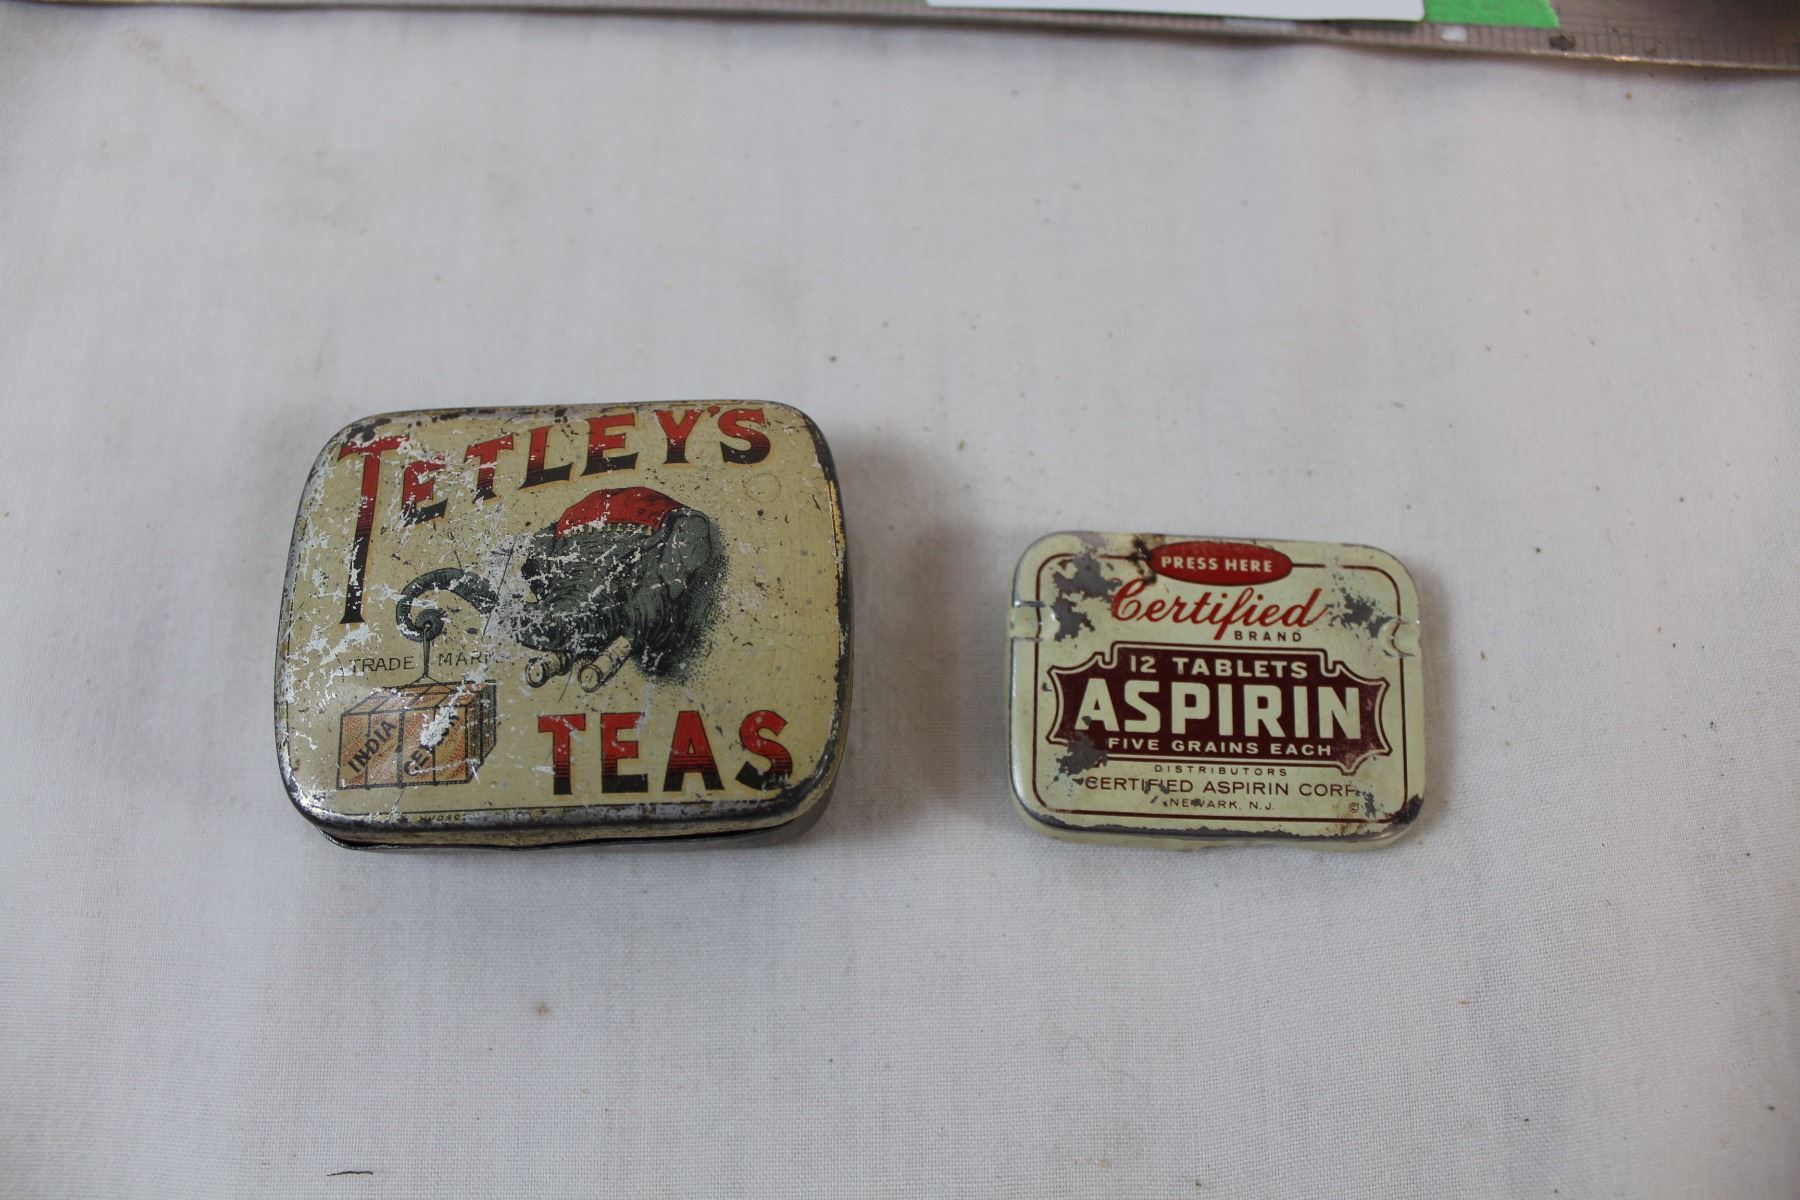 TETLEY'S
TRADE MARK
INDIA
CEYLON
TEAS
PRESS HERE
Certified
BRAND
12 TABLETS
ASPIRIN
FIVE GRAINS EACH
DISTRIBUTORS
CERTIFIED ASPIRIN CORP.
NEWARK, N.J.
©